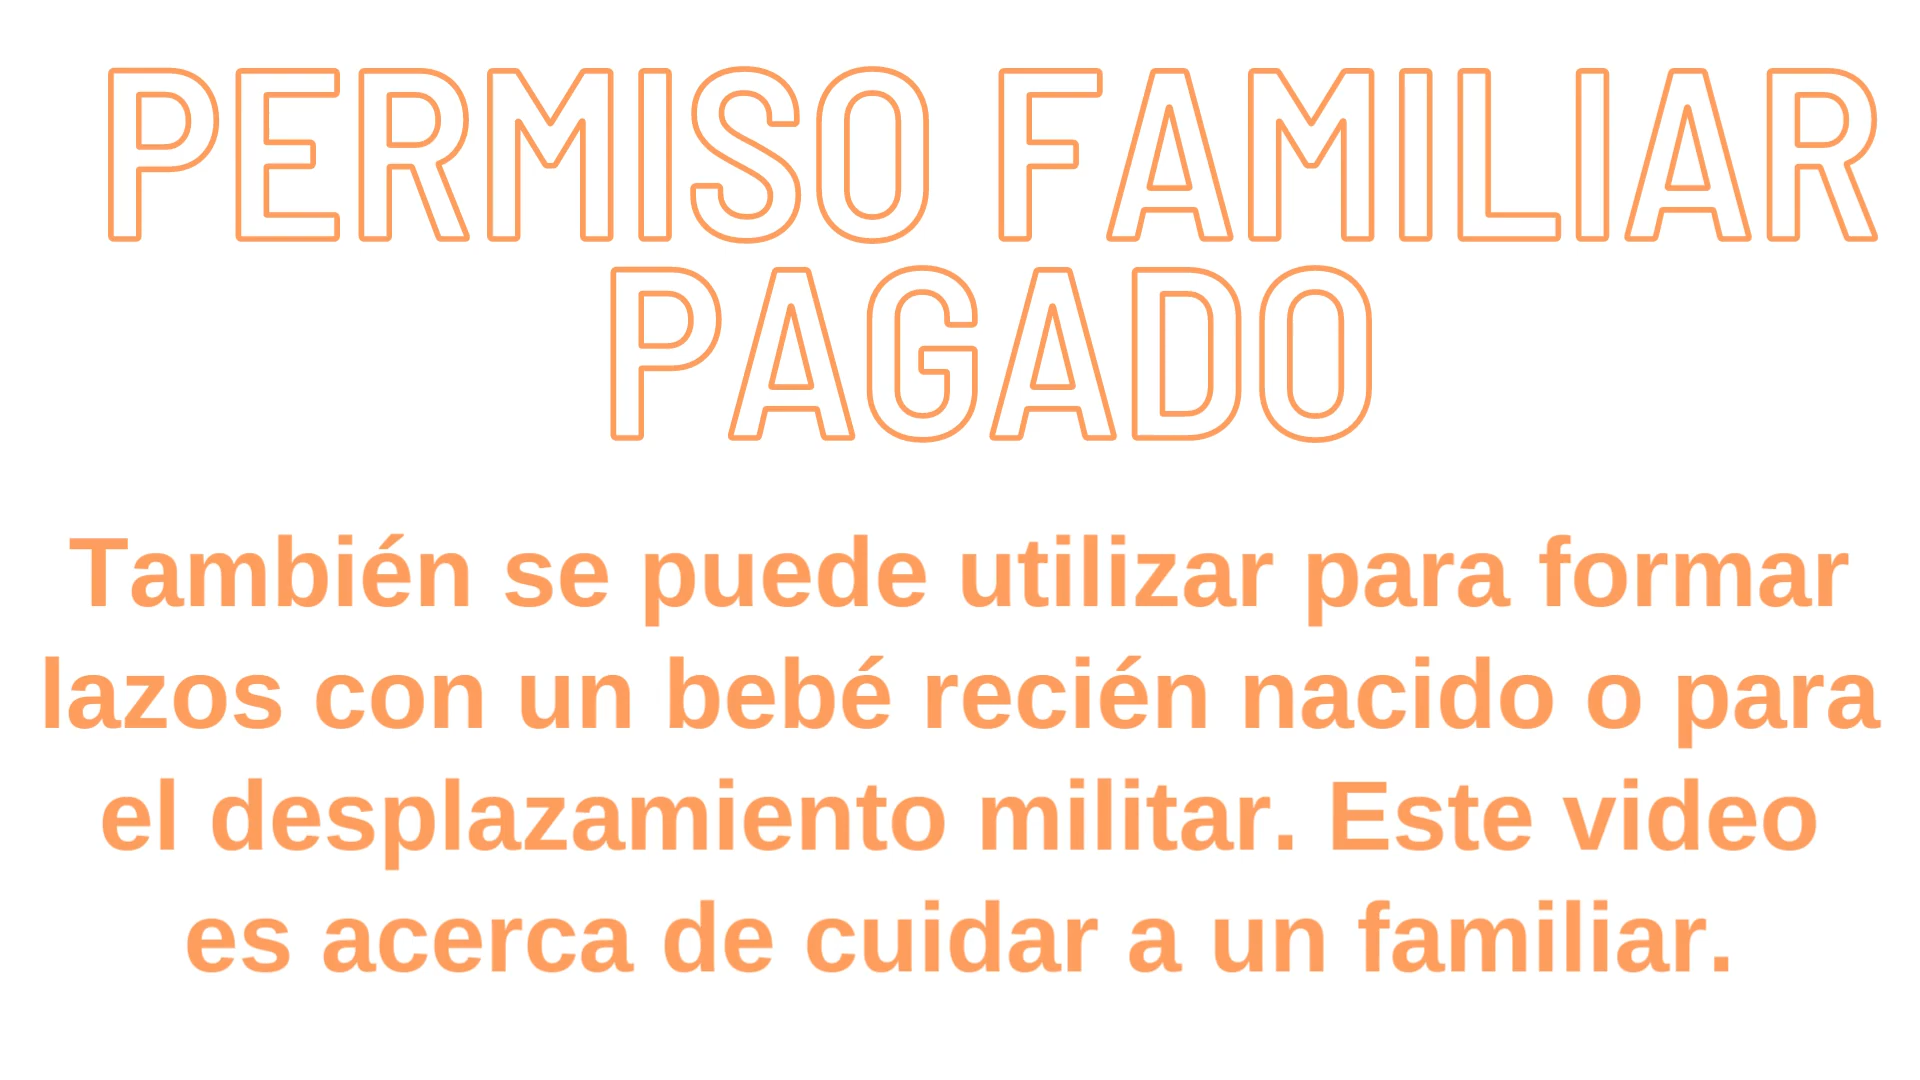 PERMISO FAMILIAR
PAGADO
También se puede utilizar para formar
lazos con un bebé recién nacido o para
el desplazamiento militar. Este video
es acerca de cuidar a un familiar.